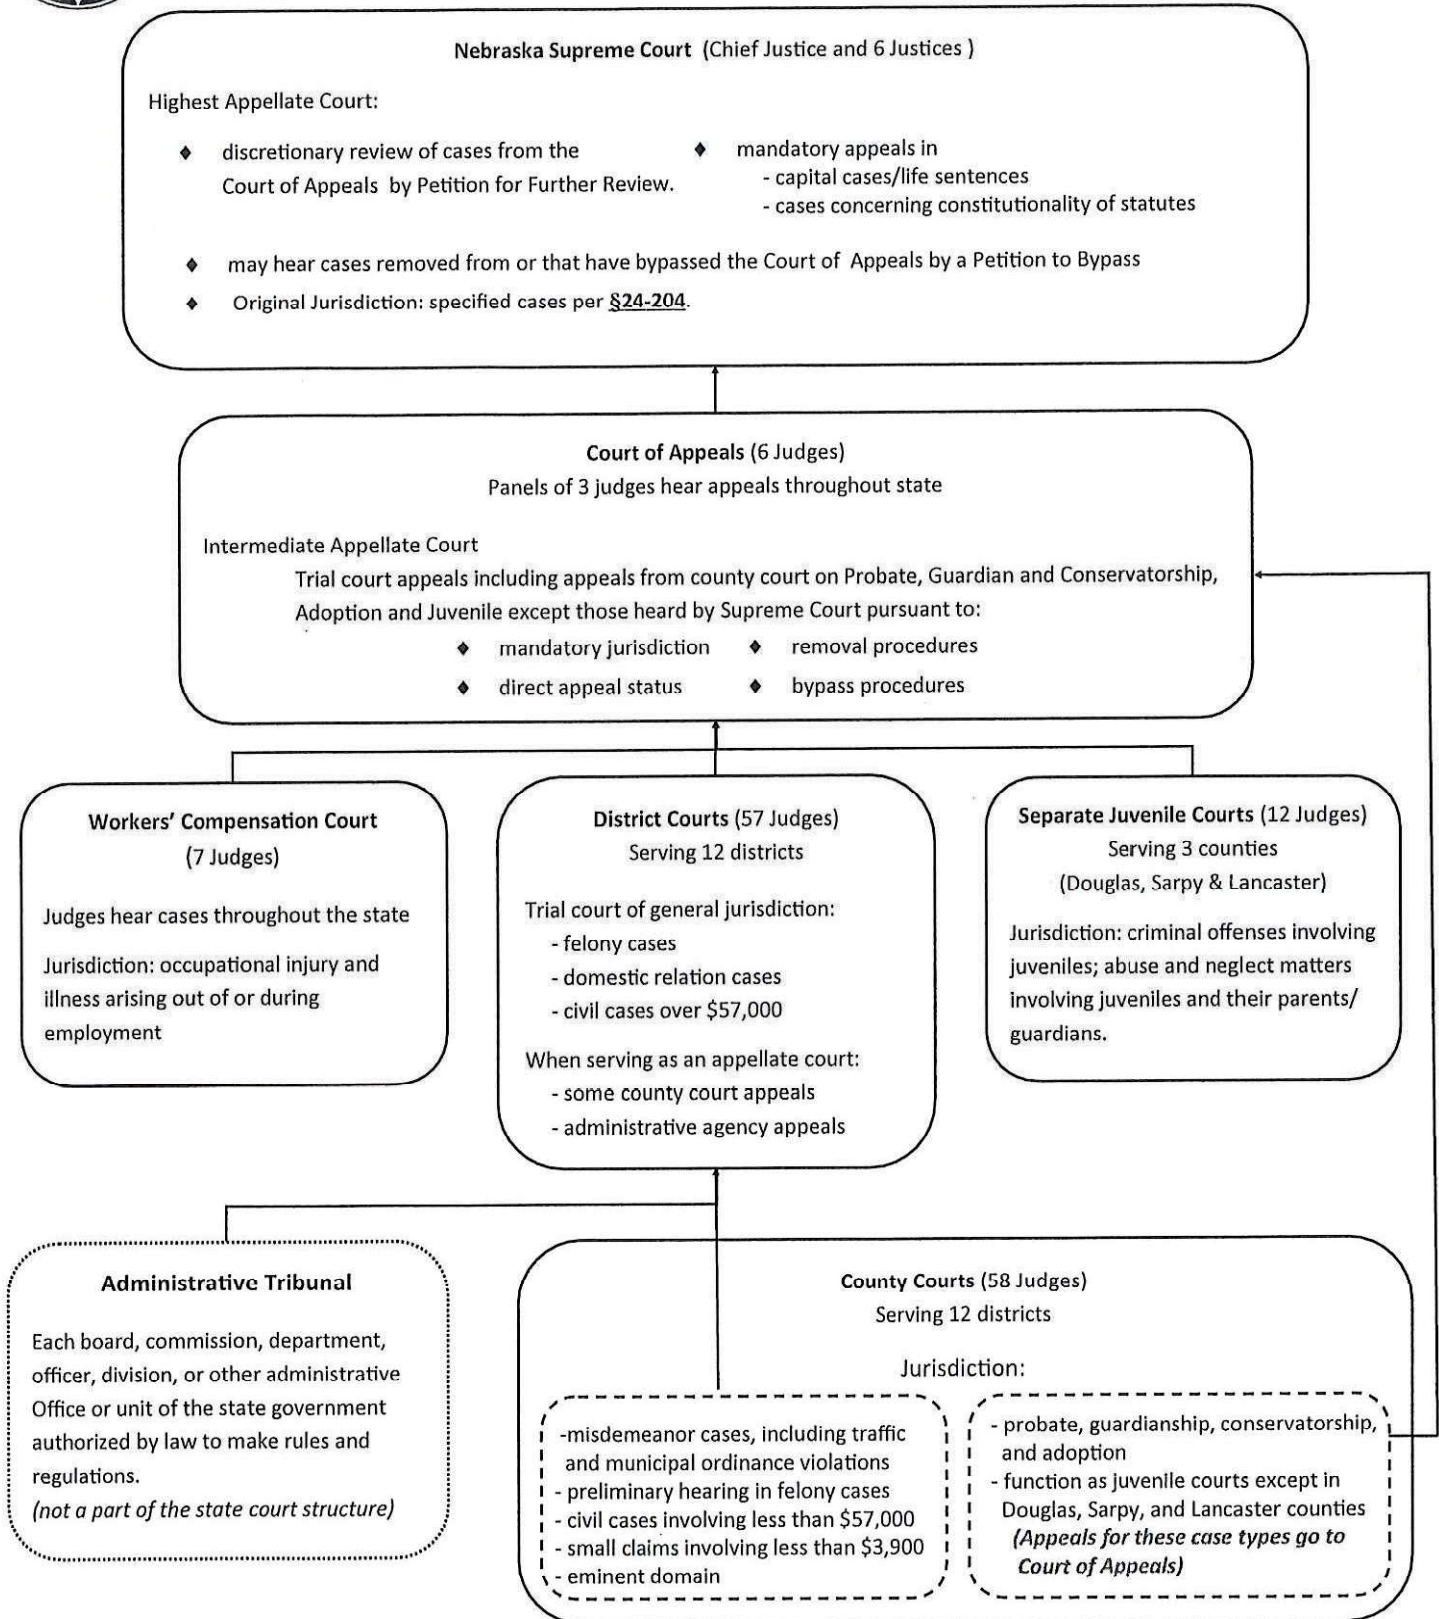 Nebraska Supreme Court (Chief Justice and 6 Justices )
Highest Appellate Court:
♦ discretionary review of cases from the
Court of Appeals by Petition for Further Review.
♦ mandatory appeals in
- capital cases/life sentences
- cases concerning constitutionality of statutes
♦ may hear cases removed from or that have bypassed the Court of Appeals by a Petition to Bypass
♦ Original Jurisdiction: specified cases per §24-204.
Court of Appeals (6 Judges)
Panels of 3 judges hear appeals throughout state
Intermediate Appellate Court
Trial court appeals including appeals from county court on Probate, Guardian and Conservatorship,
Adoption and Juvenile except those heard by Supreme Court pursuant to:
♦ mandatory jurisdiction ♦ removal procedures
♦ direct appeal status ♦ bypass procedures
Workers' Compensation Court
(7 Judges)
Judges hear cases throughout the state
Jurisdiction: occupational injury and
illness arising out of or during
employment
District Courts (57 Judges)
Serving 12 districts
Trial court of general jurisdiction:
- felony cases
- domestic relation cases
- civil cases over $57,000
When serving as an appellate court:
- some county court appeals
- administrative agency appeals
Separate Juvenile Courts (12 Judges)
Serving 3 counties
(Douglas, Sarpy & Lancaster)
Jurisdiction: criminal offenses involving
juveniles; abuse and neglect matters
involving juveniles and their parents/
guardians.
Administrative Tribunal
Each board, commission, department,
officer, division, or other administrative
Office or unit of the state government
authorized by law to make rules and
regulations.
(not a part of the state court structure)
County Courts (58 Judges)
Serving 12 districts
Jurisdiction:
-misdemeanor cases, including traffic
and municipal ordinance violations
- preliminary hearing in felony cases
- civil cases involving less than $57,000
- small claims involving less than $3,900
- eminent domain
- probate, guardianship, conservatorship,
and adoption
- function as juvenile courts except in
Douglas, Sarpy, and Lancaster counties
(Appeals for these case types go to
Court of Appeals)